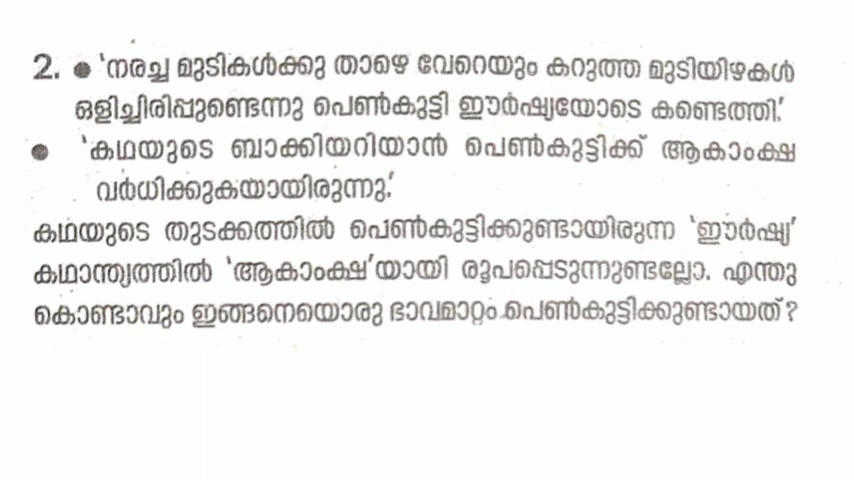 2. ● 'നരച്ച മുടികൾക്കു താഴെ വേറെയും കറുത്ത മുടിയിഴകൾ
ഒളിച്ചിരിപ്പുണ്ടെന്നു പെൺകുട്ടി ഈർഷ്യയോടെ കണ്ടെത്തി.'
● 'കഥയുടെ ബാക്കിയറിയാൻ പെൺകുട്ടിക്ക് ആകാംക്ഷ
വർധിക്കുകയായിരുന്നു.'
കഥയുടെ തുടക്കത്തിൽ പെൺകുട്ടിക്കുണ്ടായിരുന്ന 'ഈർഷ്യ'
കഥാന്ത്യത്തിൽ 'ആകാംക്ഷ'യായി രൂപപ്പെടുന്നുണ്ടല്ലോ. എന്തു
കൊണ്ടാവും ഇങ്ങനെയൊരു ഭാവമാറ്റം പെൺകുട്ടിക്കുണ്ടായത്?